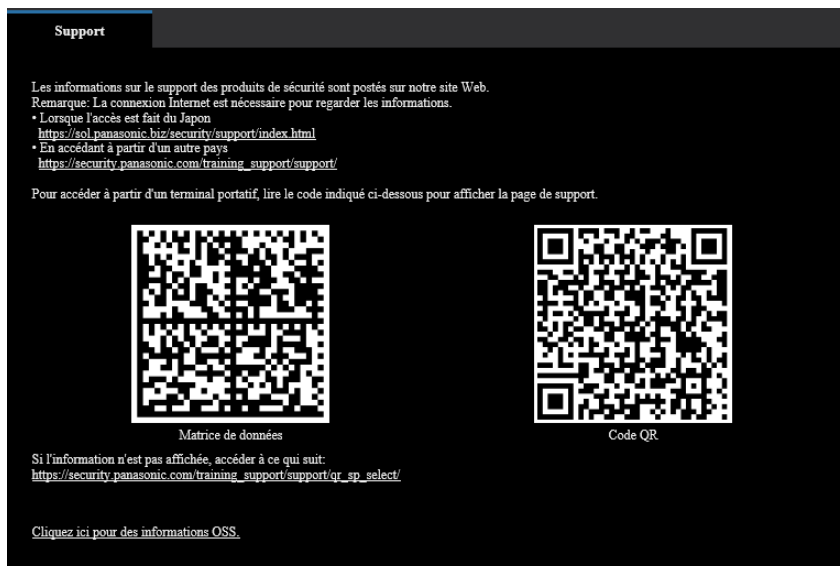 Support
Les informations sur le support des produits de sécurité sont postés sur notre site Web.
Remarque: La connexion Internet est nécessaire pour regarder les informations.
• Lorsque l'accès est fait du Japon
https://sol.panasonic.biz/security/support/index.html
• En accédant à partir d'un autre pays
https://security.panasonic.com/training_support/support/
Pour accéder à partir d'un terminal portatif, lire le code indiqué ci-dessous pour afficher la page de support.
Matrice de données
Code QR
Si l'information n'est pas affichée, accéder à ce qui suit:
https://security.panasonic.com/training_support/support/qr_sp_select/
Cliquez ici pour des informations OSS.